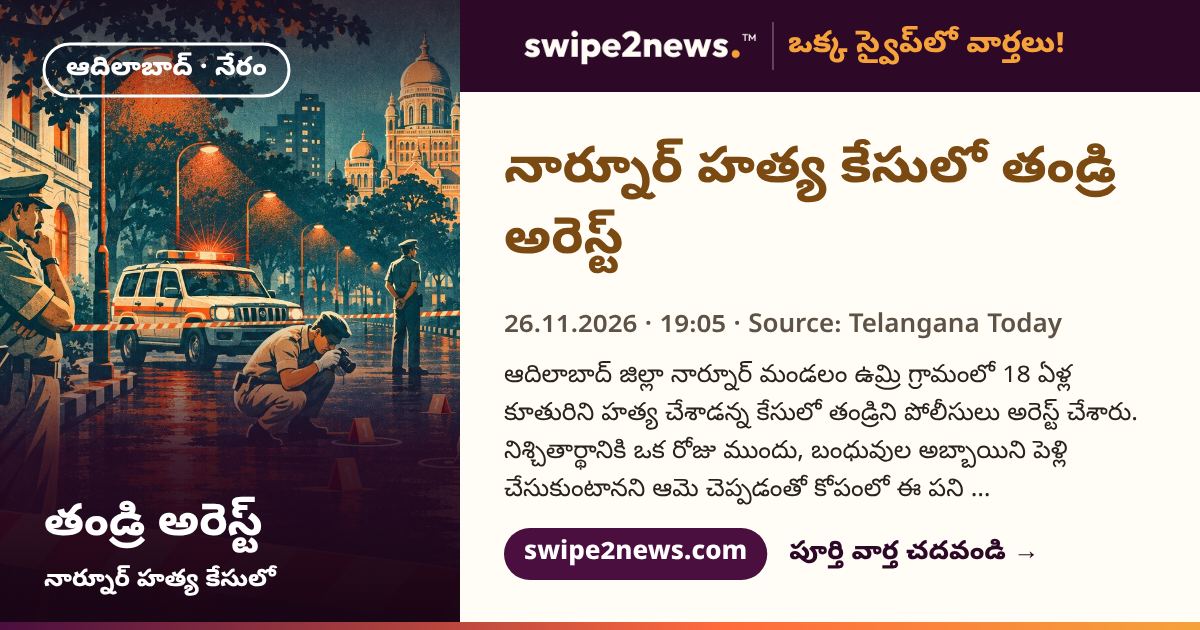 ఆదిలాబాద్ · నేరం
swipe2news.™
ఒక్క స్వైప్‌లో వార్తలు!
నార్నూర్ హత్య కేసులో తండ్రి
అరెస్ట్
26.11.2026 · 19:05 · Source: Telangana Today
ఆదిలాబాద్ జిల్లా నార్నూర్ మండలం ఉమ్రి గ్రామంలో 18 ఏళ్ల
కూతురిని హత్య చేశాడన్న కేసులో తండ్రిని పోలీసులు అరెస్ట్ చేశారు.
నిశ్చితార్థానికి ఒక రోజు ముందు, బంధువుల అబ్బాయిని పెళ్లి
చేసుకుంటానని ఆమె చెప్పడంతో కోపంలో ఈ పని ...
తండ్రి అరెస్ట్
నార్నూర్ హత్య కేసులో
swipe2news.com
పూర్తి వార్త చదవండి →